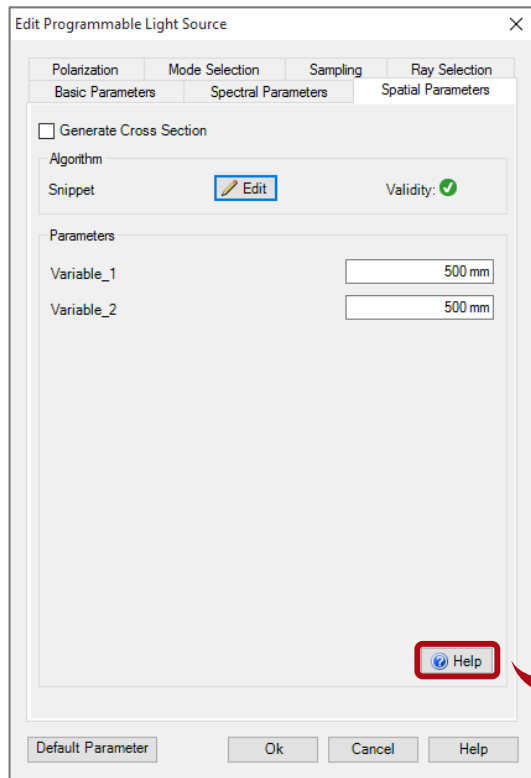 Edit Programmable Light Source
Polarization Mode Selection Sampling Ray Selection
Basic Parameters Spectral Parameters Spatial Parameters
Generate Cross Section
Algorithm
Snippet Edit Validity:
Parameters
Variable_1 500 mm
Variable_2 500 mm
Help
Default Parameter Ok Cancel Help